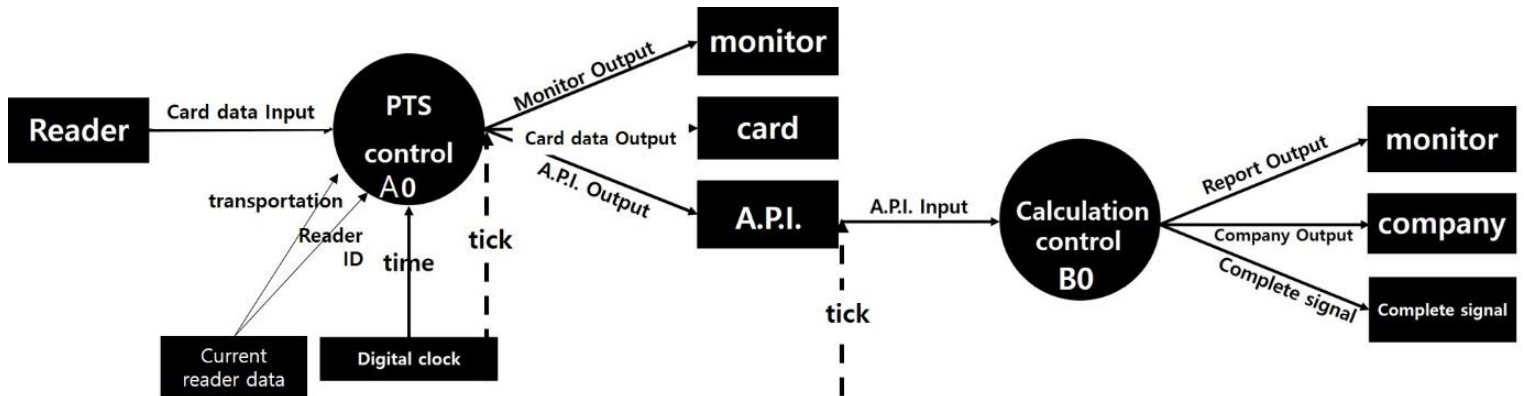 Reader
Card data Input
PTS
control
A0
transportation
Reader
ID
time
tick
Current
reader data
Digital clock
Monitor Output
Card data Output
A.P.I. Output
monitor
card
A.P.I.
tick
A.P.I. Input
Calculation
control
B0
Report Output
Company Output
Complete signal
monitor
company
Complete signal